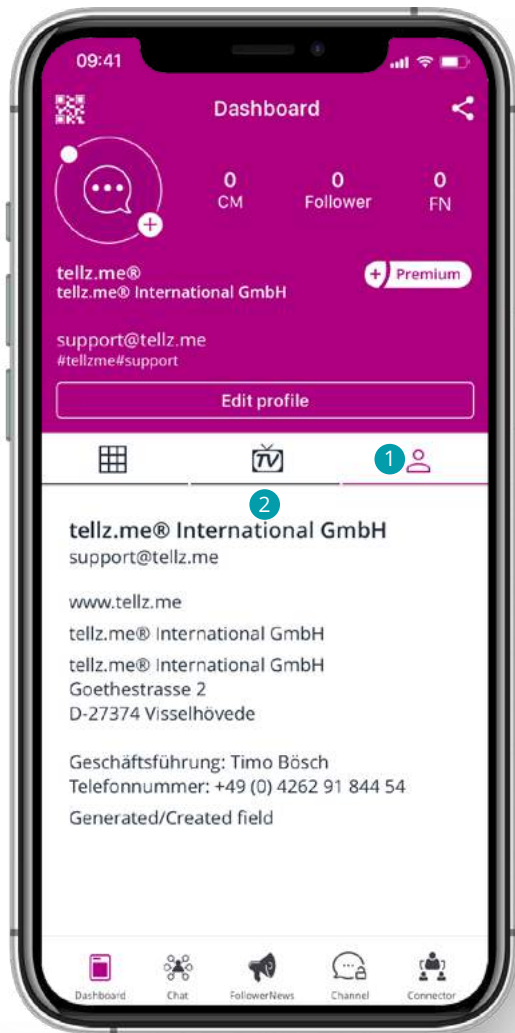 09:41
Dashboard
0 0 0
CM Follower FN
+
tellz.me®
tellz.me® International GmbH
+ Premium
support@tellz.me
#tellzme#support
Edit profile
TV 1
2
tellz.me® International GmbH
support@tellz.me
www.tellz.me
tellz.me® International GmbH
tellz.me® International GmbH
Goethestrasse 2
D-27374 Visselhövede
Geschäftsführung: Timo Bösch
Telefonnummer: +49 (0) 4262 91 844 54
Generated/Created field
Dashboard Chat FollowerNews Channel Connector